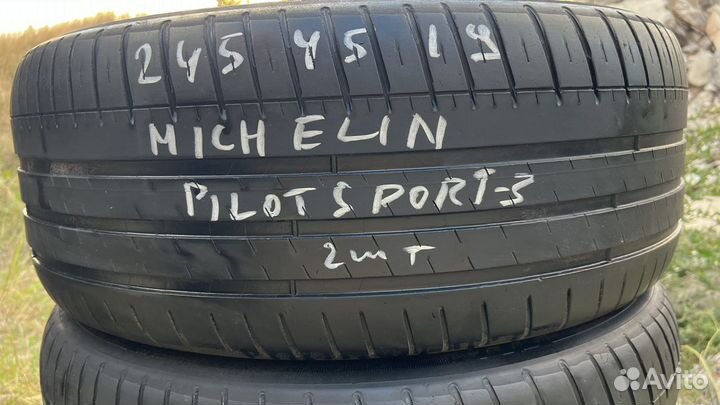 245 45 19
MICHELIN
PILOT SPORT-3
2шт
Avito